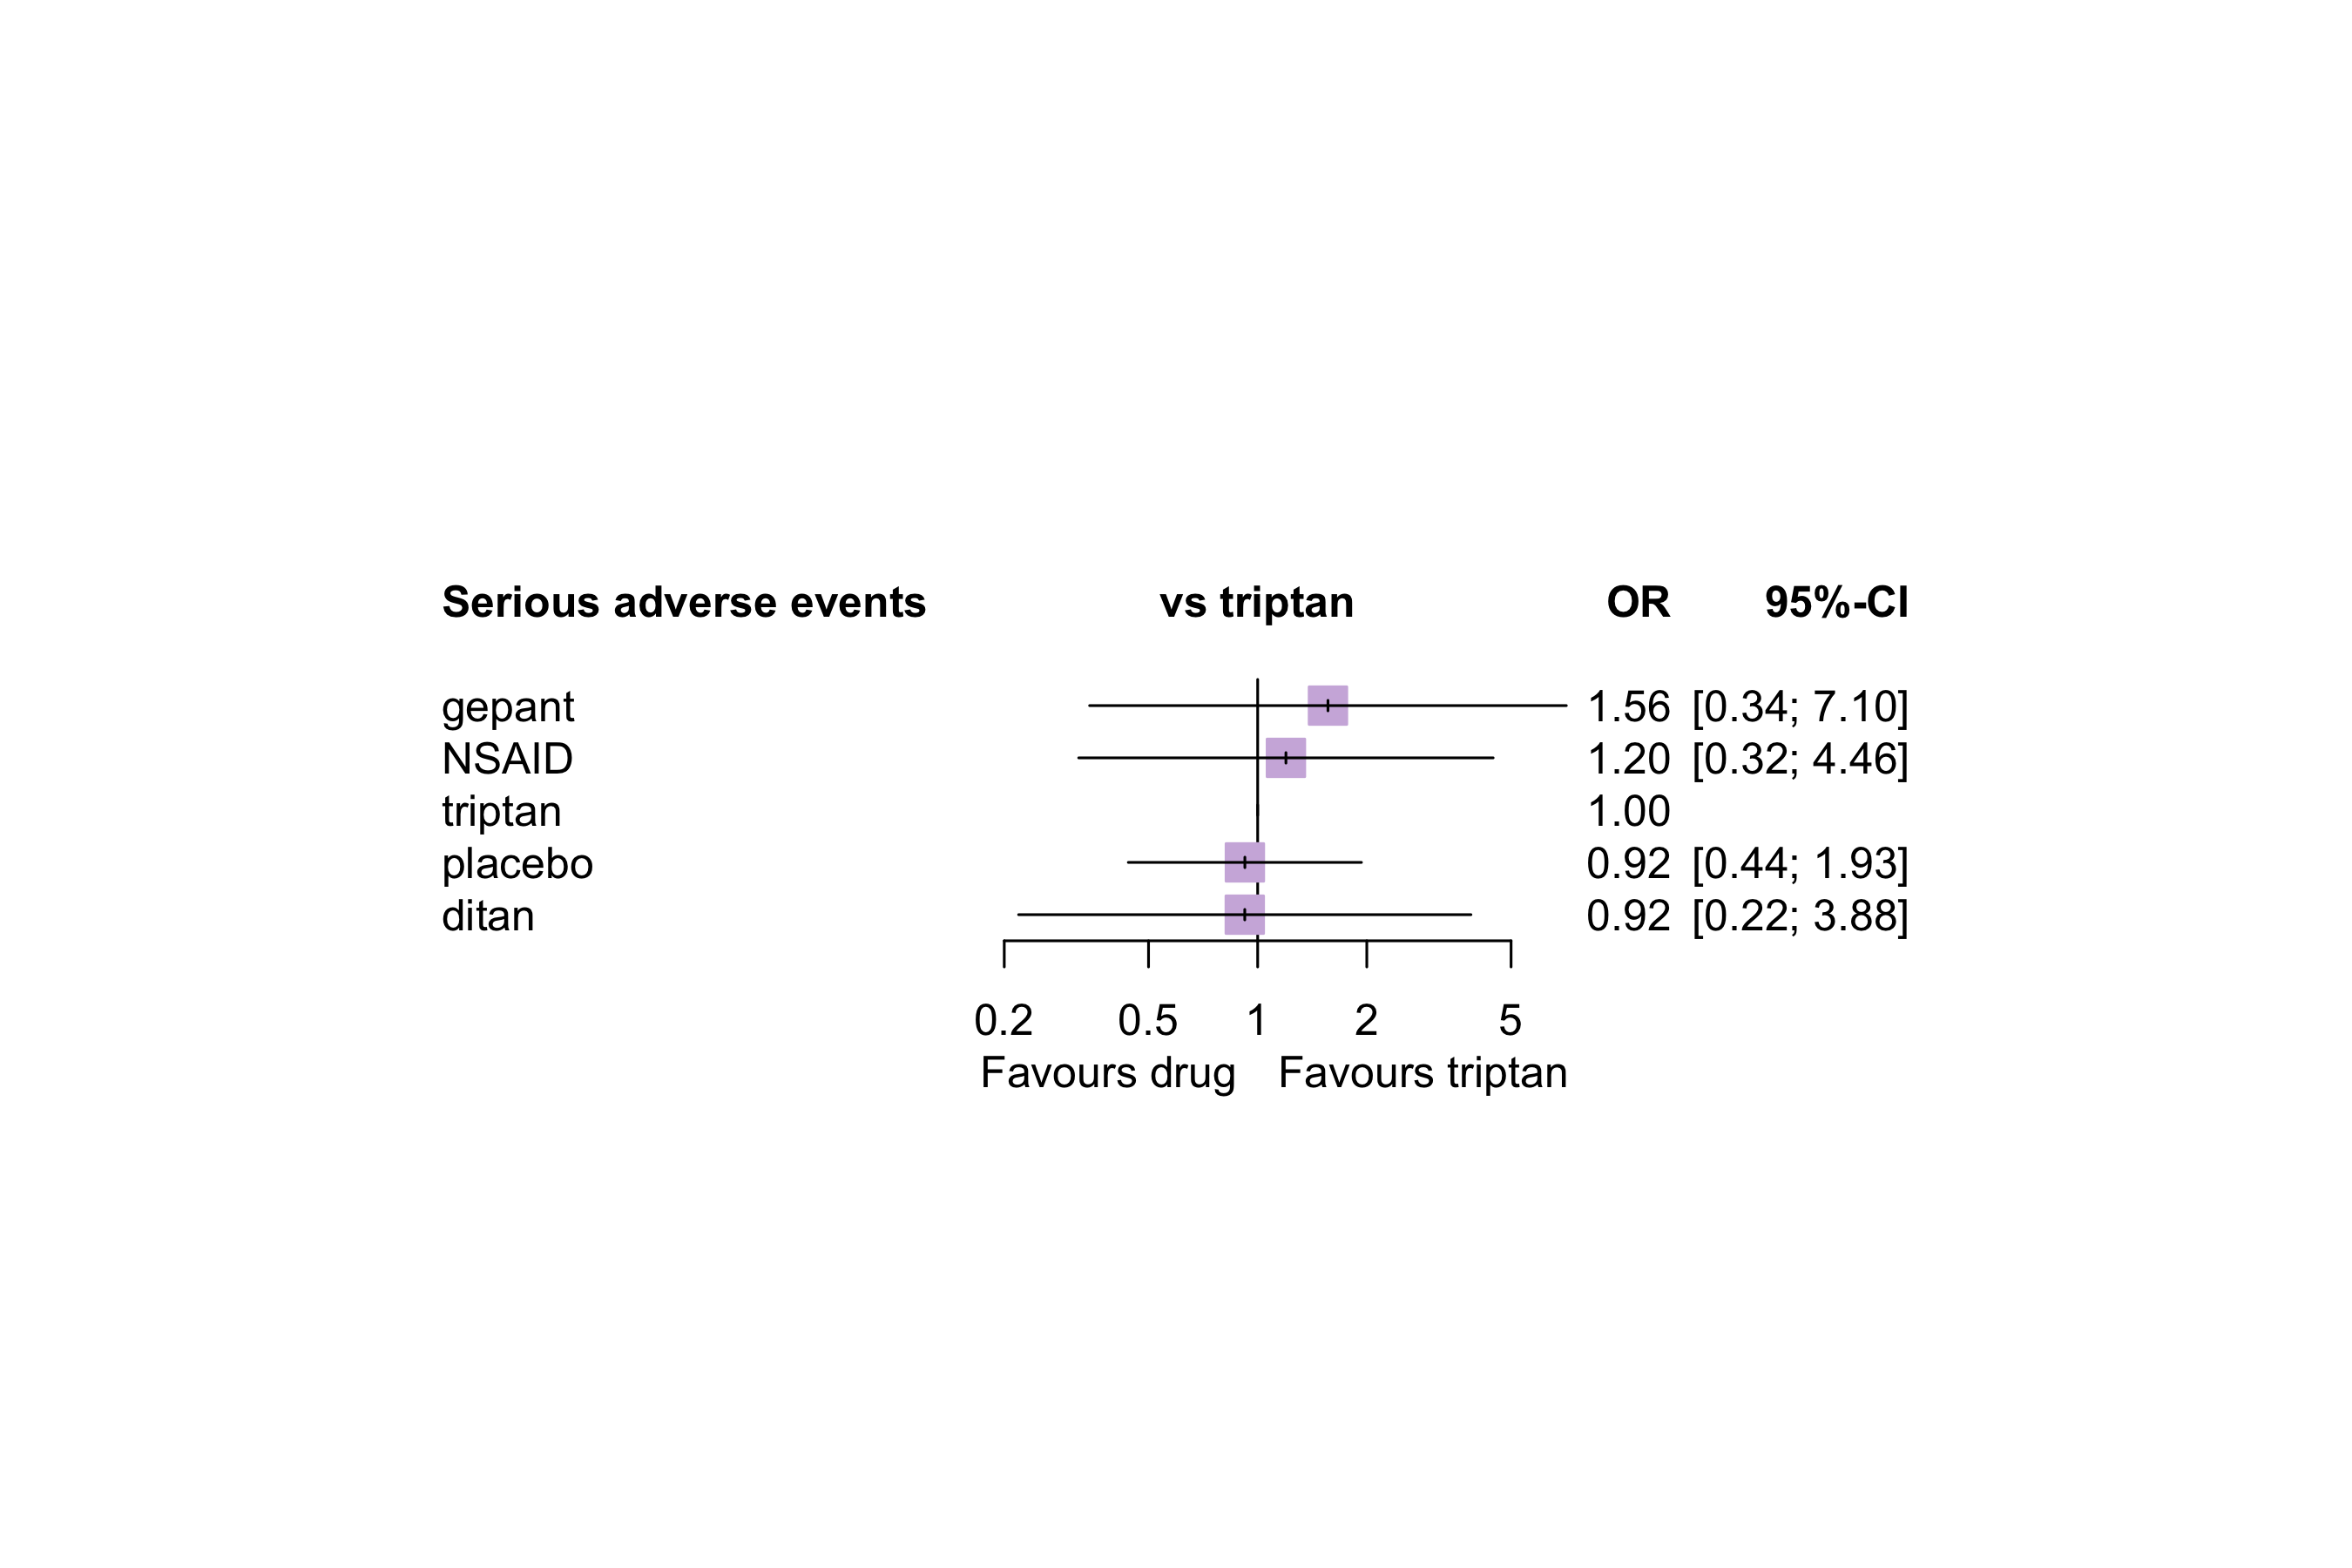 Serious adverse events vs triptan OR 95%-CI
gepant 1.56 [0.34; 7.10]
NSAID 1.20 [0.32; 4.46]
triptan 1.00
placebo 0.92 [0.44; 1.93]
ditan 0.92 [0.22; 3.88]
0.2 0.5 1 2 5
Favours drug Favours triptan